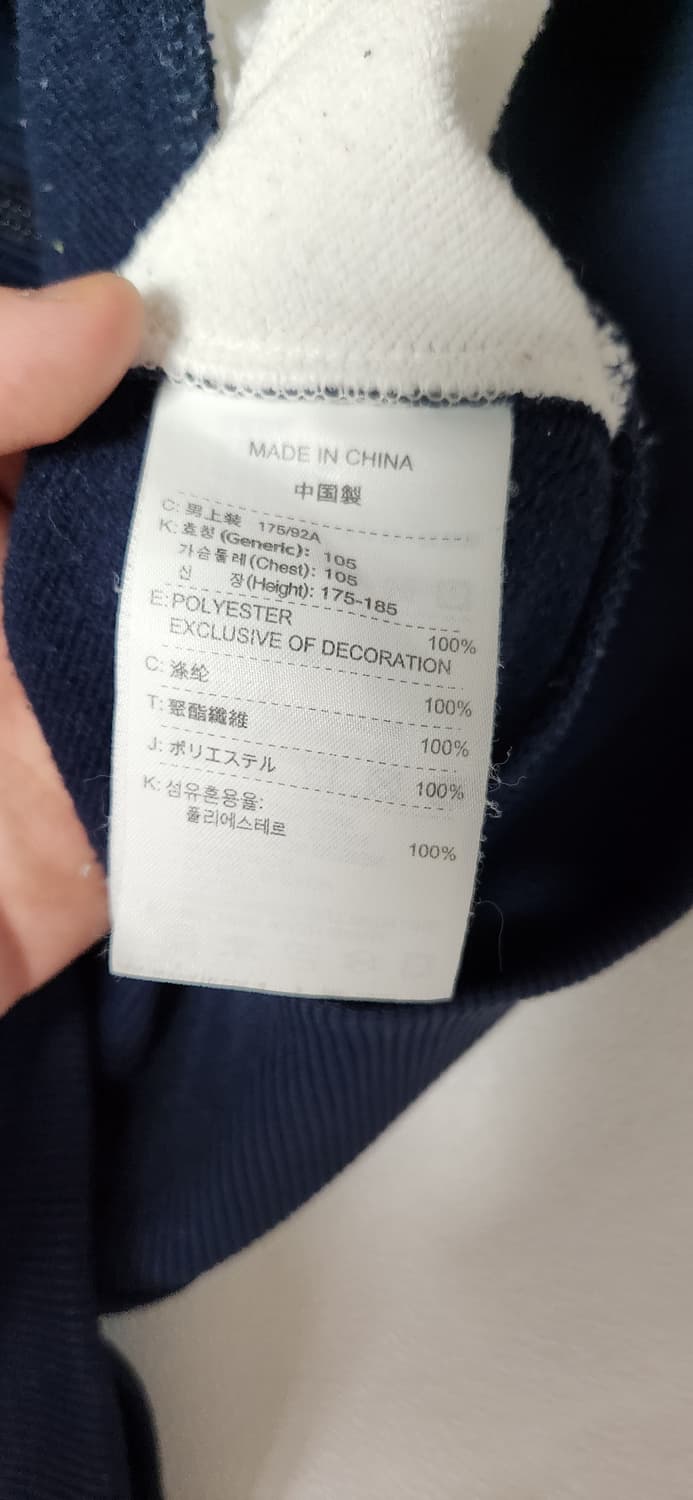 MADE IN CHINA
中国製
C: 男上装 175/92A
K: 호칭 (Generic): 105
가슴둘레(Chest): 105
신 장(Height): 175-185
E: POLYESTER 100%
EXCLUSIVE OF DECORATION
C: 涤纶 100%
T: 聚酯纖維 100%
J: ポリエステル 100%
K: 섬유혼용율:
폴리에스테르 100%